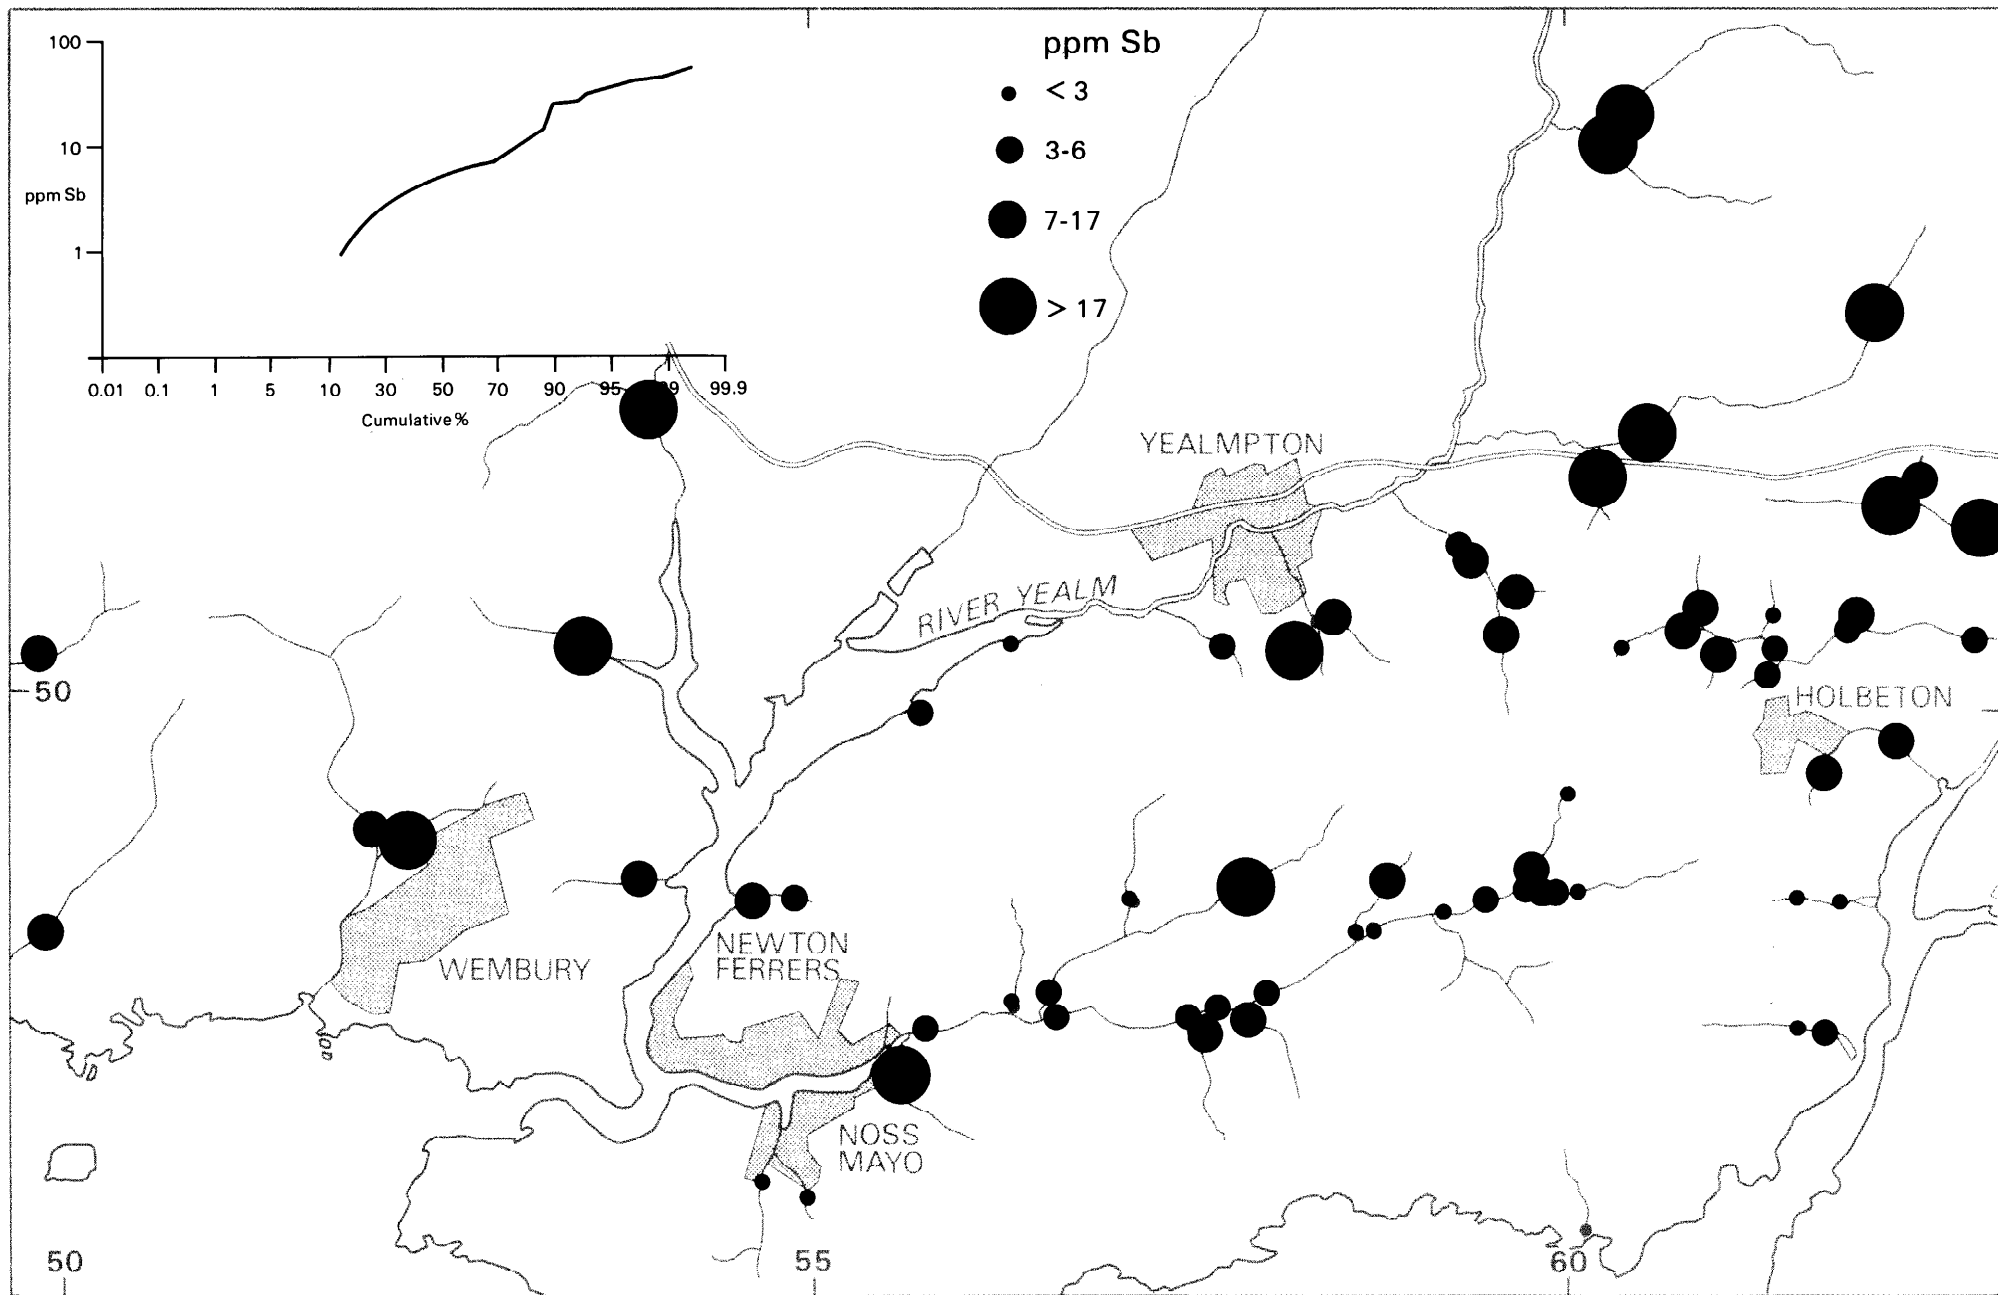 100
10
ppm Sb
1
0.01 0.1 1 5 10 30 50 70 90 95 99 99.9
Cumulative %
ppm Sb
< 3
3-6
7-17
> 17
YEALMPTON
RIVER YEALM
50
HOLBETON
NEWTON
FERRERS
WEMBURY
NOSS
MAYO
50
55
60